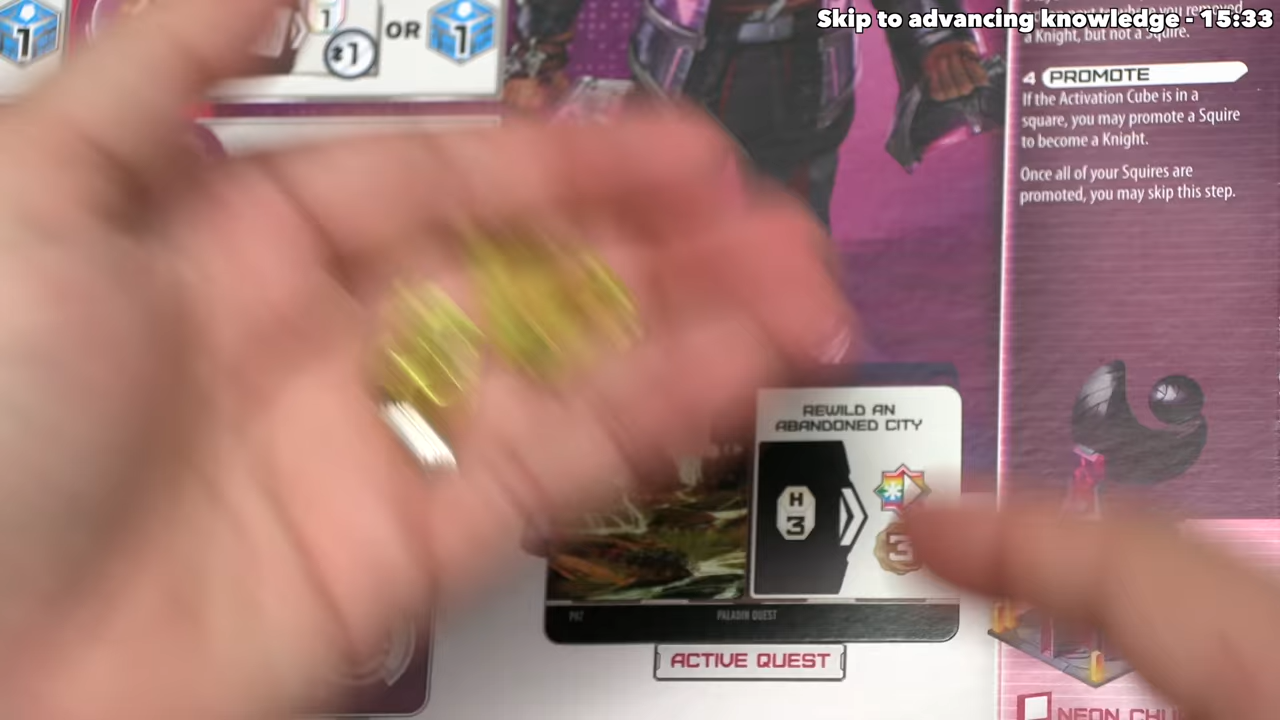 Skip to advancing knowledge - 15:33
a Knight, but not a Squire.
1
1
OR
1
1
4 PROMOTE
If the Activation Cube is in a
square, you may promote a Squire
to become a Knight.
Once all of your Squires are
promoted, you may skip this step.
REWILD AN
ABANDONED CITY
H
3
3
PA2
PALADIN QUEST
ACTIVE QUEST
NEON